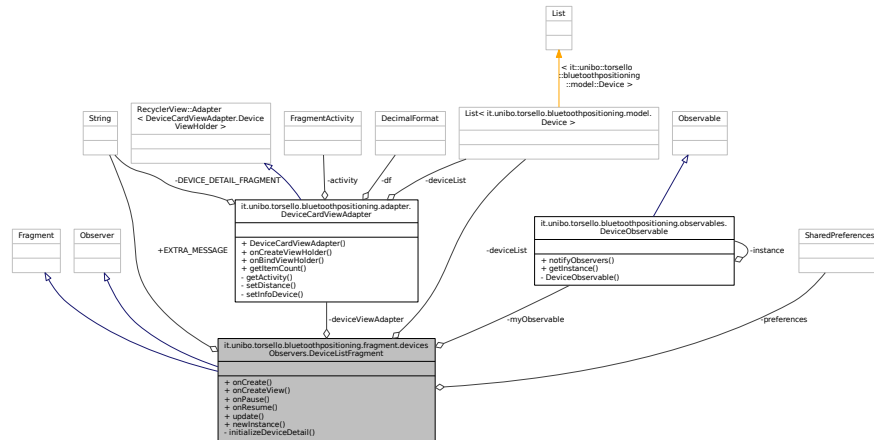 List
< it::unibo::torsello
::bluetoothpositioning
::model::Device >
String
RecyclerView::Adapter
< DeviceCardViewAdapter.Device
ViewHolder >
FragmentActivity
DecimalFormat
List< it.unibo.torsello.bluetoothpositioning.model.
Device >
Observable
-DEVICE_DETAIL_FRAGMENT
-activity
-df
-deviceList
it.unibo.torsello.bluetoothpositioning.adapter.
DeviceCardViewAdapter
+ DeviceCardViewAdapter()
+ onCreateViewHolder()
+ onBindViewHolder()
+ getItemCount()
- getActivity()
- setDistance()
- setInfoDevice()
it.unibo.torsello.bluetoothpositioning.observables.
DeviceObservable
+ notifyObservers()
+ getInstance()
- DeviceObservable()
-instance
Fragment
Observer
SharedPreferences
+EXTRA_MESSAGE
-deviceList
-deviceViewAdapter
-myObservable
-preferences
it.unibo.torsello.bluetoothpositioning.fragment.devices
Observers.DeviceListFragment
+ onCreate()
+ onCreateView()
+ onPause()
+ onResume()
+ update()
+ newInstance()
- initializeDeviceDetail()